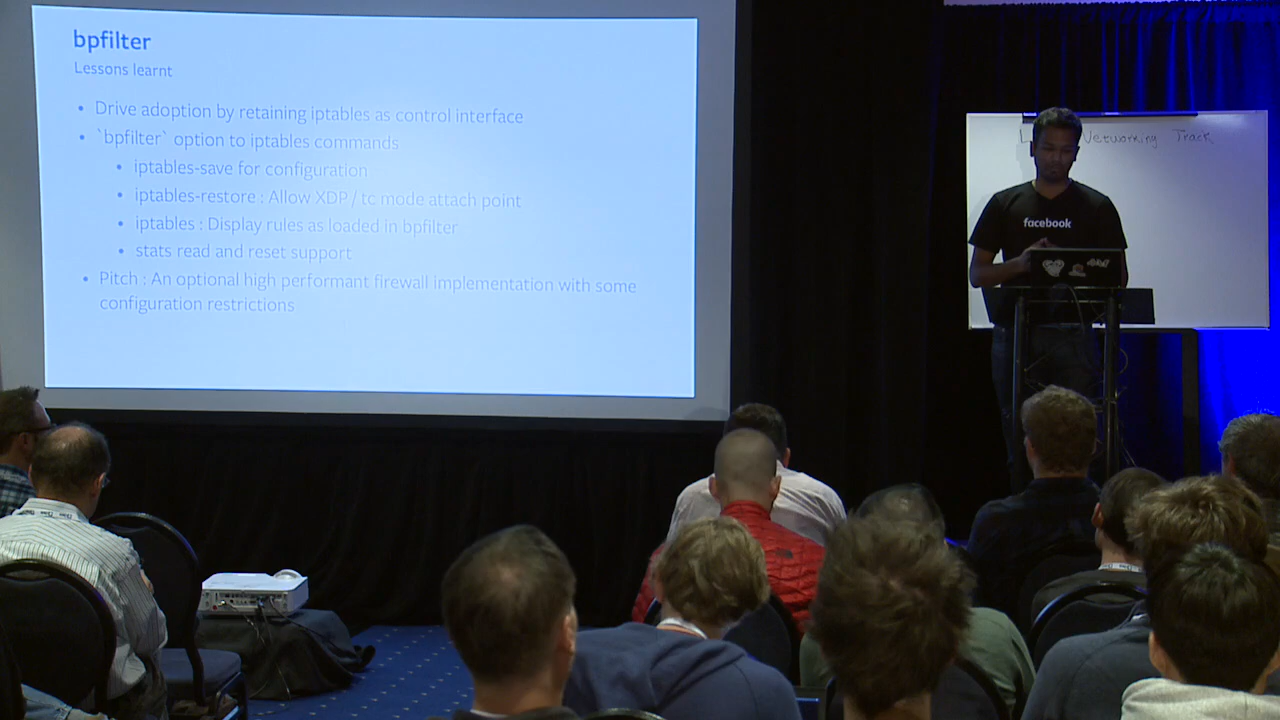 bpfilter
Lessons learnt
• Drive adoption by retaining iptables as control interface
• `bpfilter` option to iptables commands
• iptables-save for configuration
• iptables-restore : Allow XDP / tc mode attach point
• iptables : Display rules as loaded in bpfilter
• stats read and reset support
• Pitch : An optional high performant firewall implementation with some
configuration restrictions
Networking Track
facebook